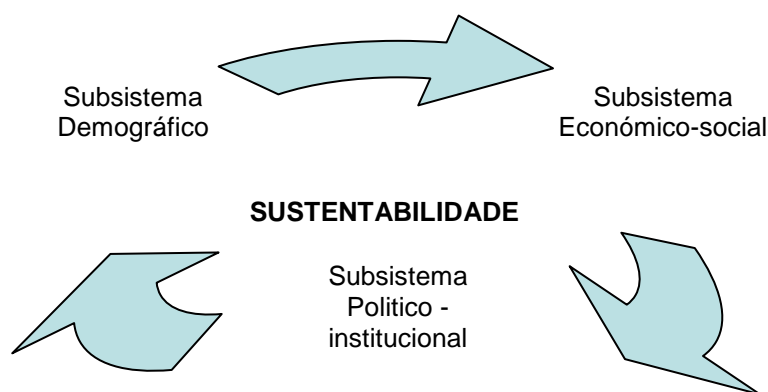 Subsistema
Demográfico
Subsistema
Económico-social
SUSTENTABILIDADE
Subsistema
Politico -
institucional